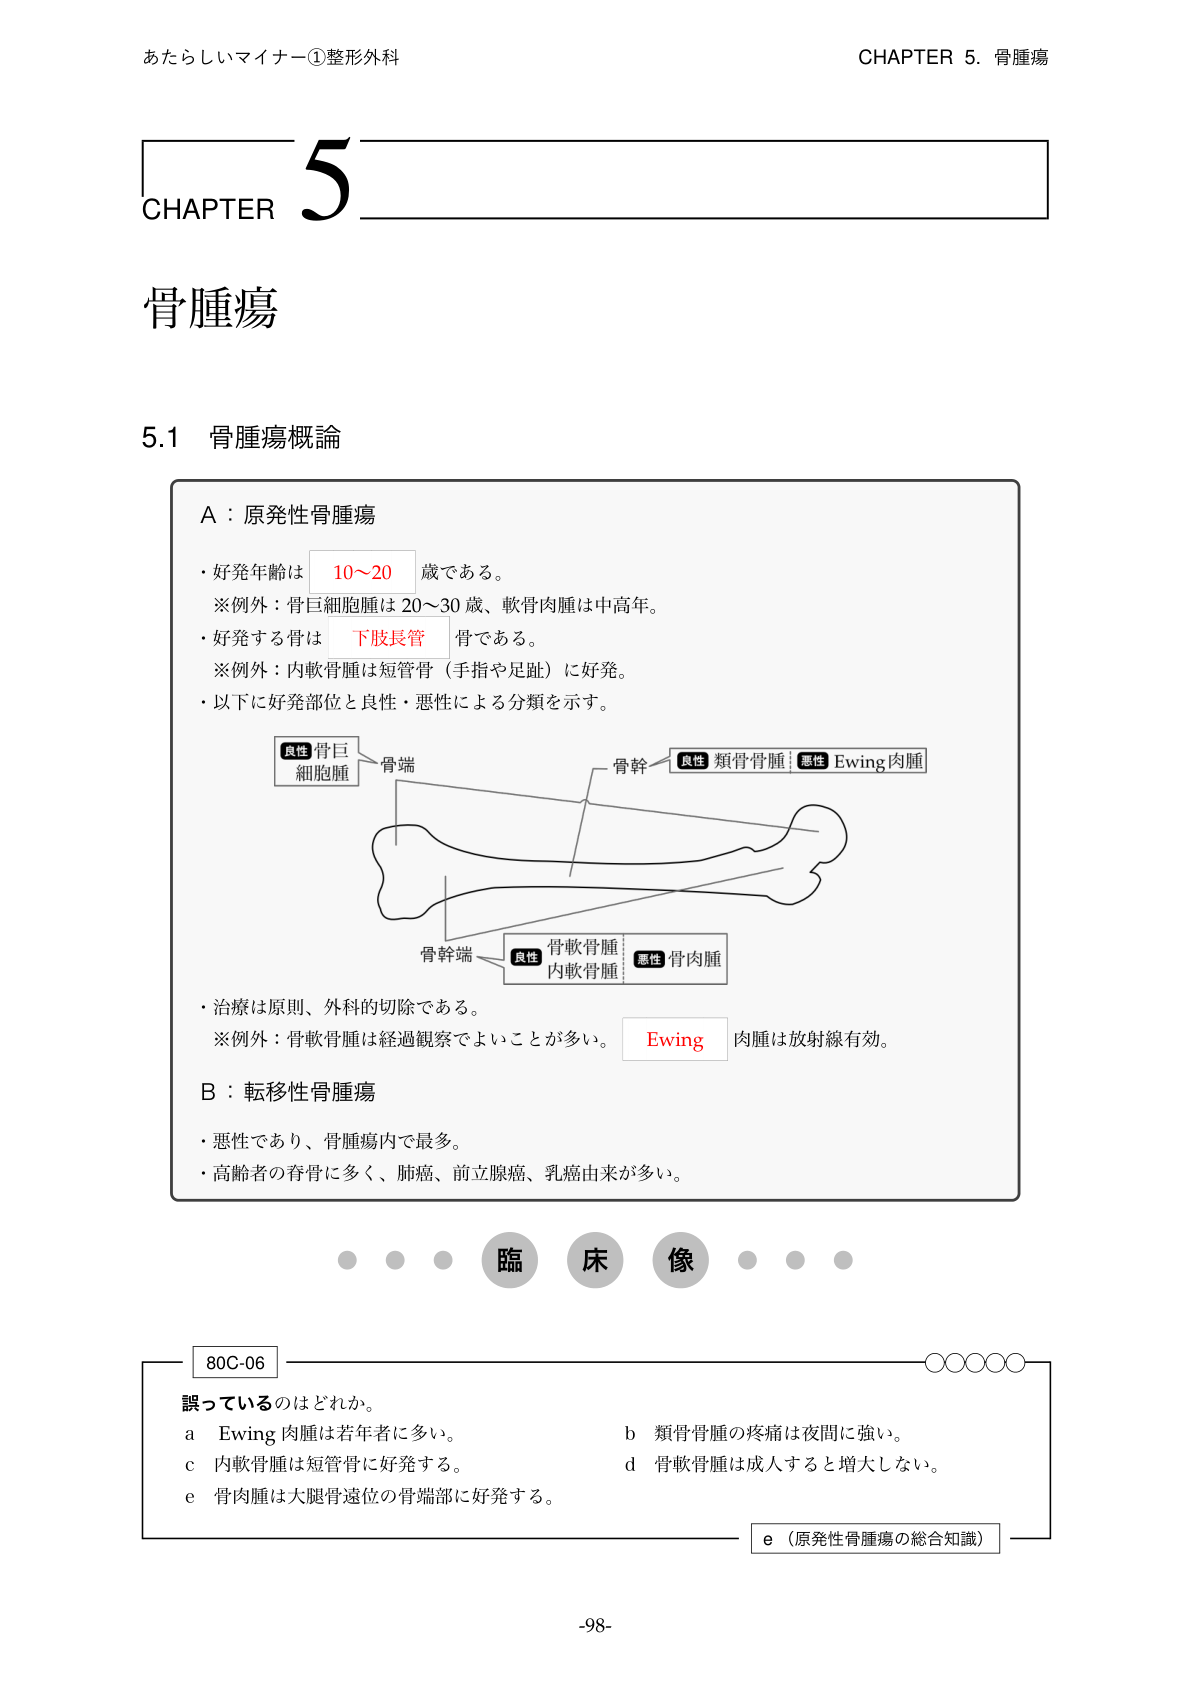 あたらしいマイナー①整形外科
CHAPTER 5. 骨腫瘍
CHAPTER 5
骨腫瘍
5.1 骨腫瘍概論
A：原発性骨腫瘍
・好発年齢は 10〜20 歳である。
※例外：骨巨細胞腫は 20〜30 歳、軟骨肉腫は中高年。
・好発する骨は 下肢長管 骨である。
※例外：内軟骨腫は短管骨（手指や足趾）に好発。
・以下に好発部位と良性・悪性による分類を示す。
良性 骨巨
細胞腫
骨端
骨幹
良性 類骨骨腫 悪性 Ewing肉腫
骨幹端
良性 骨軟骨腫
内軟骨腫
悪性 骨肉腫
・治療は原則、外科的切除である。
※例外：骨軟骨腫は経過観察でよいことが多い。 Ewing 肉腫は放射線有効。
B：転移性骨腫瘍
・悪性であり、骨腫瘍内で最多。
・高齢者の脊骨に多く、肺癌、前立腺癌、乳癌由来が多い。
臨床像
80C-06
誤っているのはどれか。
a Ewing 肉腫は若年者に多い。
b 類骨骨腫の疼痛は夜間に強い。
c 内軟骨腫は短管骨に好発する。
d 骨軟骨腫は成人すると増大しない。
e 骨肉腫は大腿骨遠位の骨端部に好発する。
e（原発性骨腫瘍の総合知識）
-98-